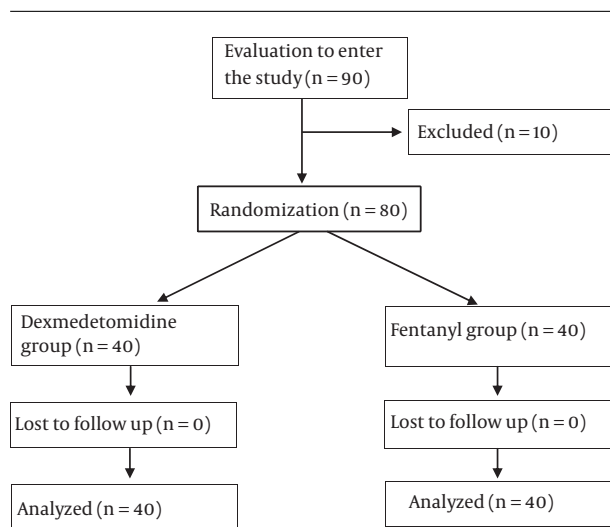 Evaluation to enter
the study (n = 90)
Excluded (n = 10)
Randomization (n = 80)
Dexmedetomidine
group (n = 40)
Fentanyl group (n = 40)
Lost to follow up (n = 0)
Lost to follow up (n = 0)
Analyzed (n = 40)
Analyzed (n = 40)